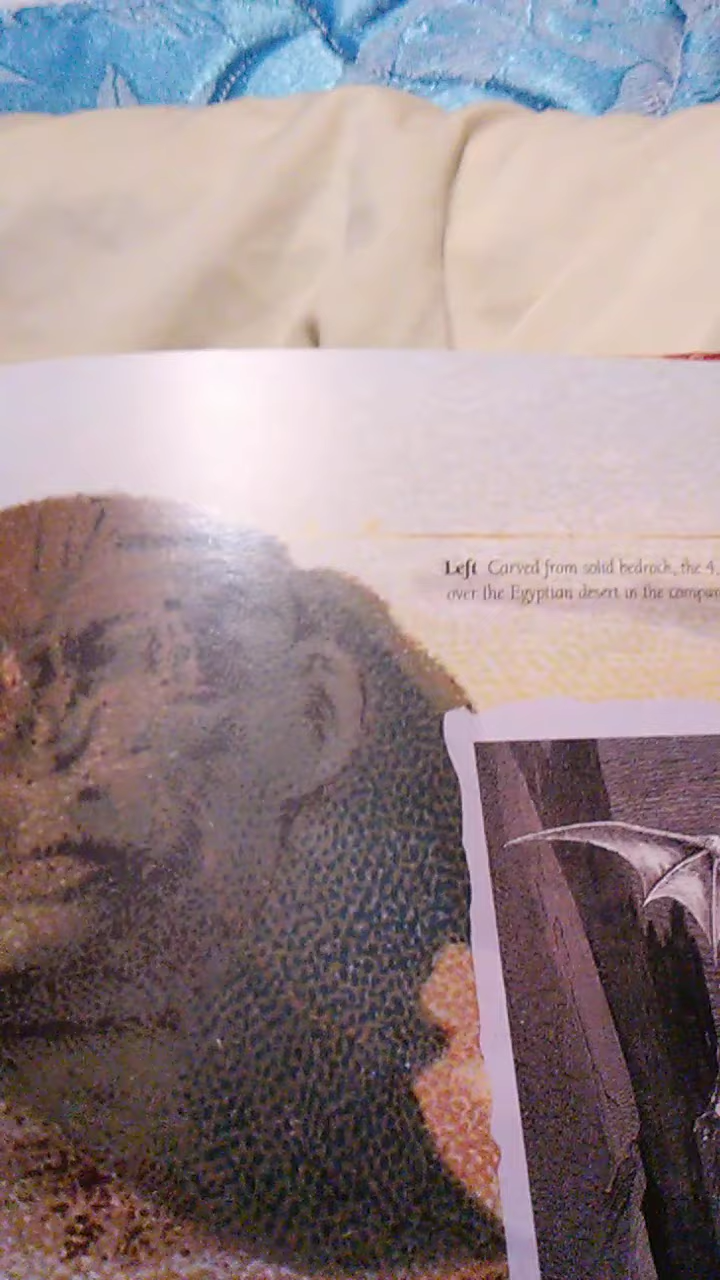 Left Carved from solid bedrock, the 4,
over the Egyptian desert in the compan